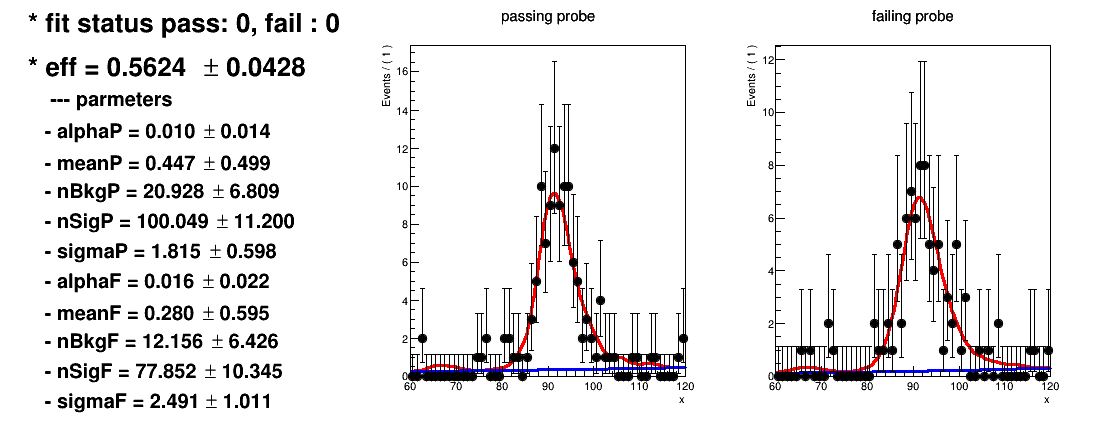 * fit status pass: 0, fail : 0
* eff = 0.5624 ± 0.0428
--- parmeters
- alphaP = 0.010 ± 0.014
- meanP = 0.447 ± 0.499
- nBkgP = 20.928 ± 6.809
- nSigP = 100.049 ± 11.200
- sigmaP = 1.815 ± 0.598
- alphaF = 0.016 ± 0.022
- meanF = 0.280 ± 0.595
- nBkgF = 12.156 ± 6.426
- nSigF = 77.852 ± 10.345
- sigmaF = 2.491 ± 1.011
passing probe
Events / ( 1 )
16
14
12
10
8
6
4
2
0
60 70 80 90 100 110 120
x
failing probe
Events / ( 1 )
12
10
8
6
4
2
0
60 70 80 90 100 110 120
x